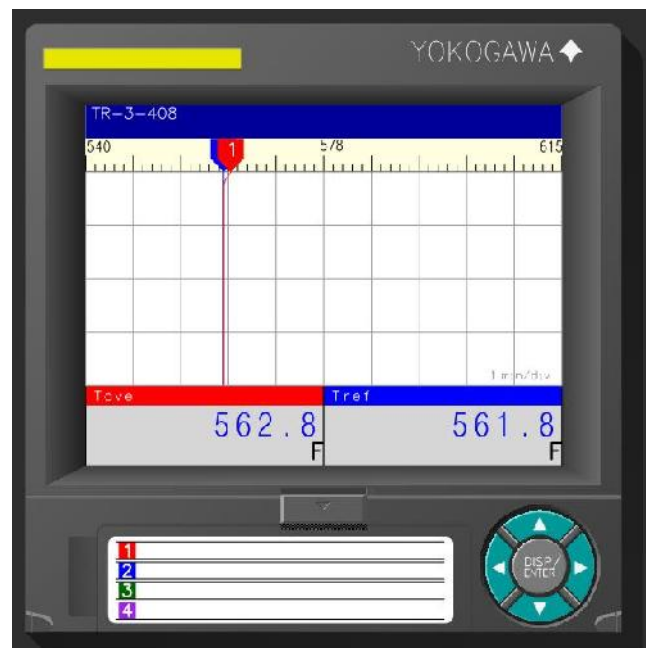 YOKOGAWA
TR-3-408
540 578 615
1
1 min/div
Tave Tref
562.8 561.8
F F
1
2
DISP/
ENTER
3
4